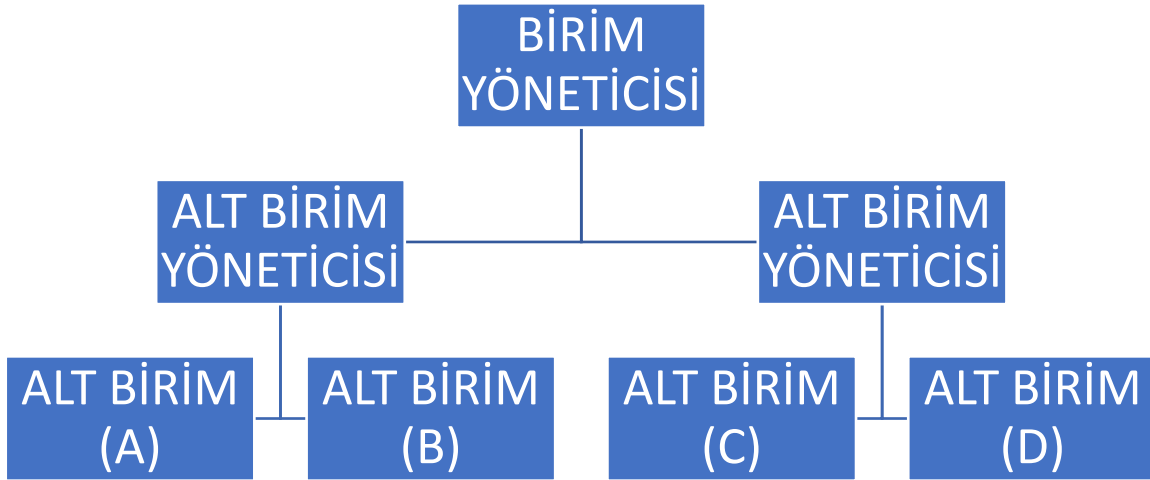 BİRİM
YÖNETİCİSİ
ALT BİRİM
YÖNETİCİSİ
ALT BİRİM
YÖNETİCİSİ
ALT BİRİM
(A)
ALT BİRİM
(B)
ALT BİRİM
(C)
ALT BİRİM
(D)